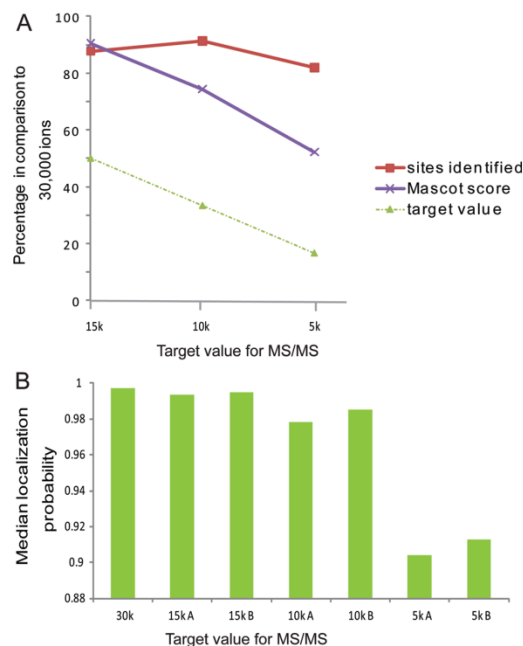 A
Percentage in comparison to
30,000 ions
100
80
60
40
20
0
15k
10k
5k
Target value for MS/MS
sites identified
Mascot score
target value
B
Median localization
probability
1
0.98
0.96
0.94
0.92
0.9
0.88
30k
15k A
15k B
10k A
10k B
5k A
5k B
Target value for MS/MS